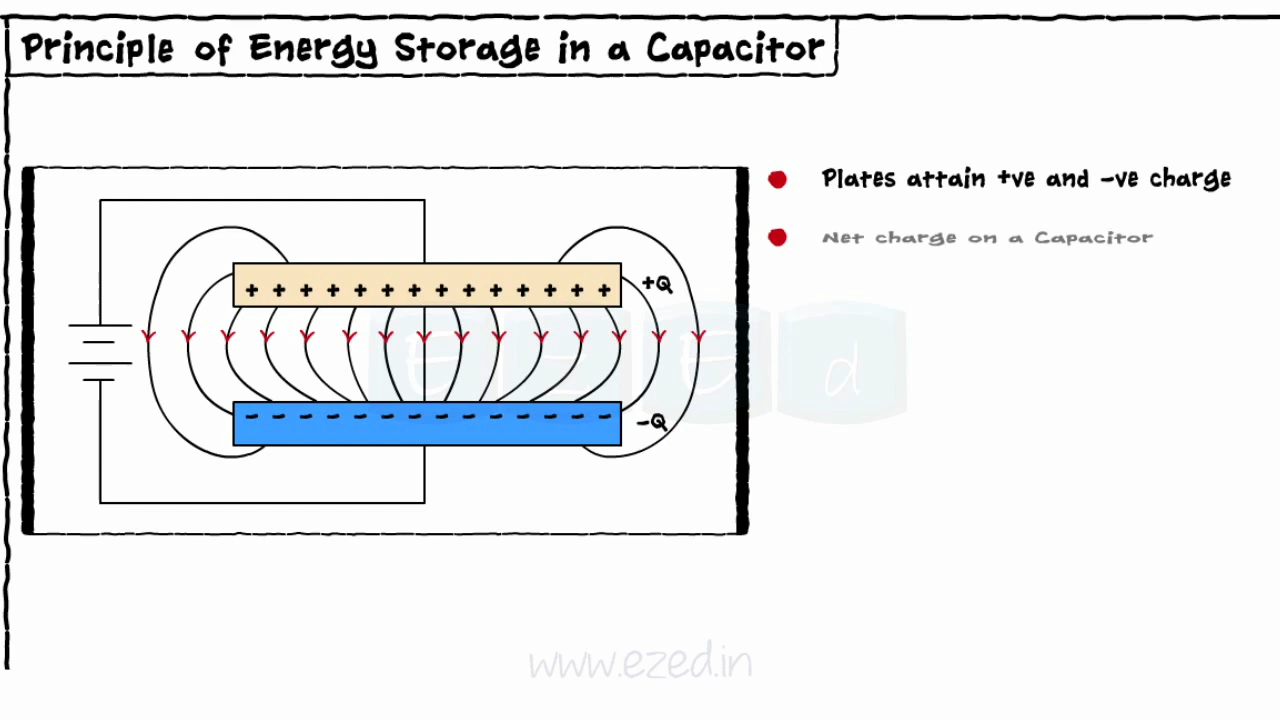 Principle of Energy Storage in a Capacitor
Plates attain +ve and -ve charge
Net charge on a Capacitor
+ + + + + + + + + + + + + +
+Q
E Z E d
- - - - - - - - - - - - - -
-Q
www.ezed.in